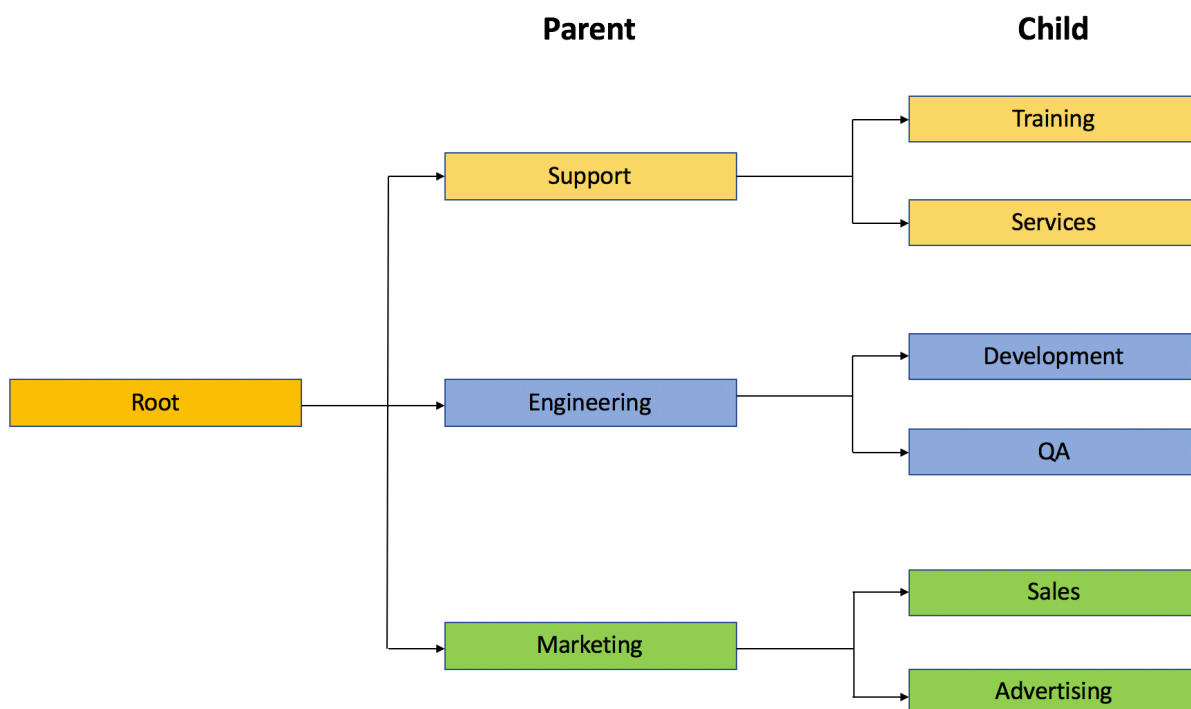 Parent
Child
Training
Support
Services
Development
Root
Engineering
QA
Sales
Marketing
Advertising